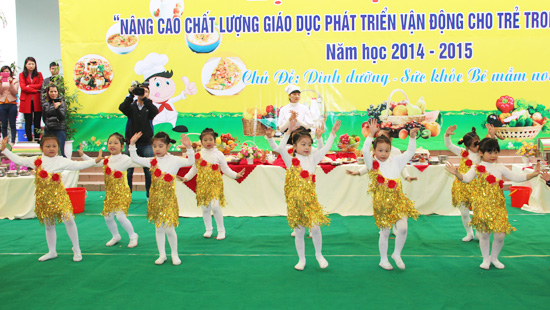 “NÂNG CAO CHẤT LƯỢNG GIÁO DỤC PHÁT TRIỂN VẬN ĐỘNG CHO TRẺ TRO
Năm học 2014 - 2015
Chủ Đề: Dinh dưỡng - Sức khỏe Bé mầm no